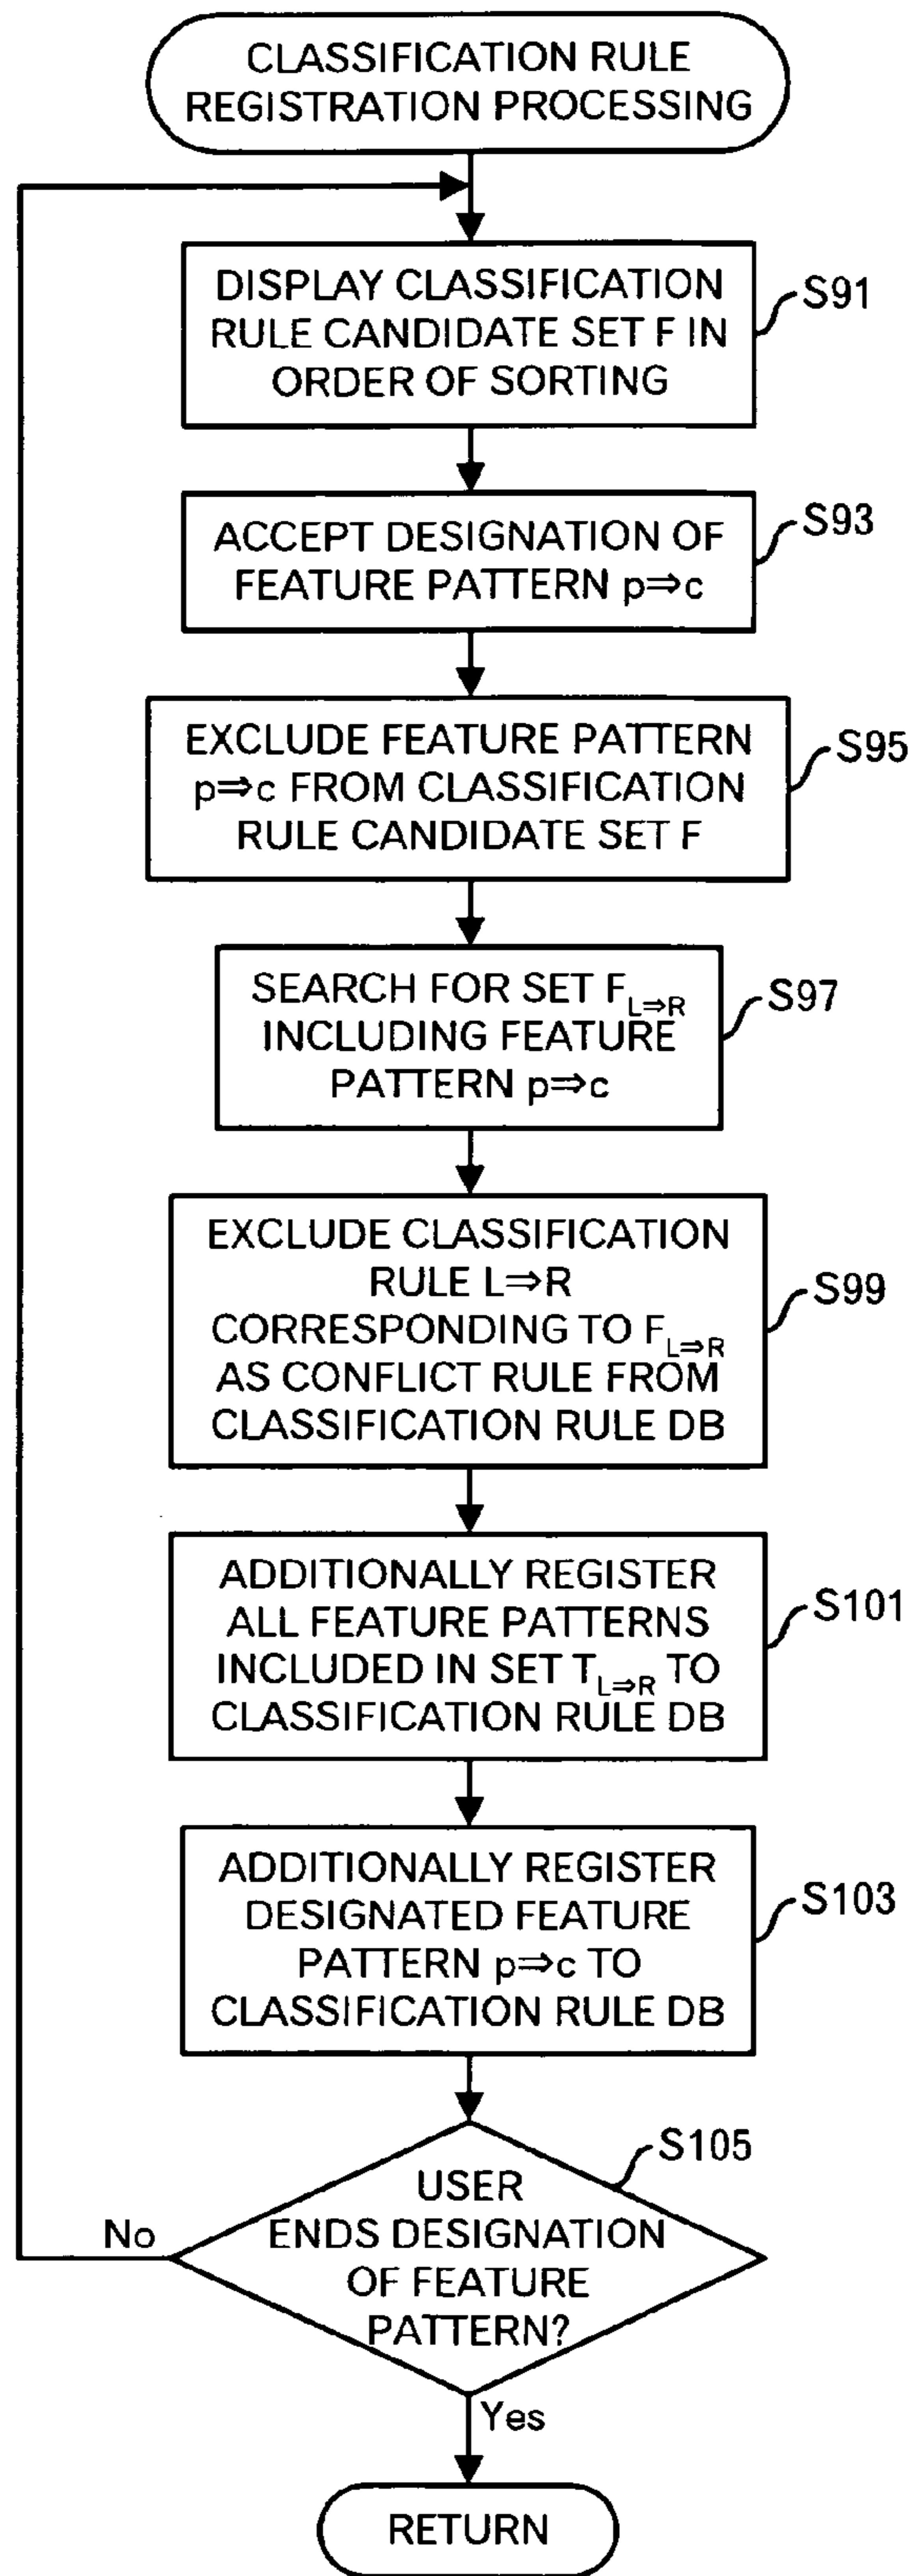 CLASSIFICATION RULE
REGISTRATION PROCESSING
DISPLAY CLASSIFICATION
RULE CANDIDATE SET F IN
ORDER OF SORTING
S91
ACCEPT DESIGNATION OF
FEATURE PATTERN p⇒c
S93
EXCLUDE FEATURE PATTERN
p⇒c FROM CLASSIFICATION
RULE CANDIDATE SET F
S95
SEARCH FOR SET F_{L⇒R}
INCLUDING FEATURE
PATTERN p⇒c
S97
EXCLUDE CLASSIFICATION
RULE L⇒R
CORRESPONDING TO F_{L⇒R}
AS CONFLICT RULE FROM
CLASSIFICATION RULE DB
S99
ADDITIONALLY REGISTER
ALL FEATURE PATTERNS
INCLUDED IN SET T_{L⇒R} TO
CLASSIFICATION RULE DB
S101
ADDITIONALLY REGISTER
DESIGNATED FEATURE
PATTERN p⇒c TO
CLASSIFICATION RULE DB
S103
USER
ENDS DESIGNATION
OF FEATURE
PATTERN?
S105
No
Yes
RETURN